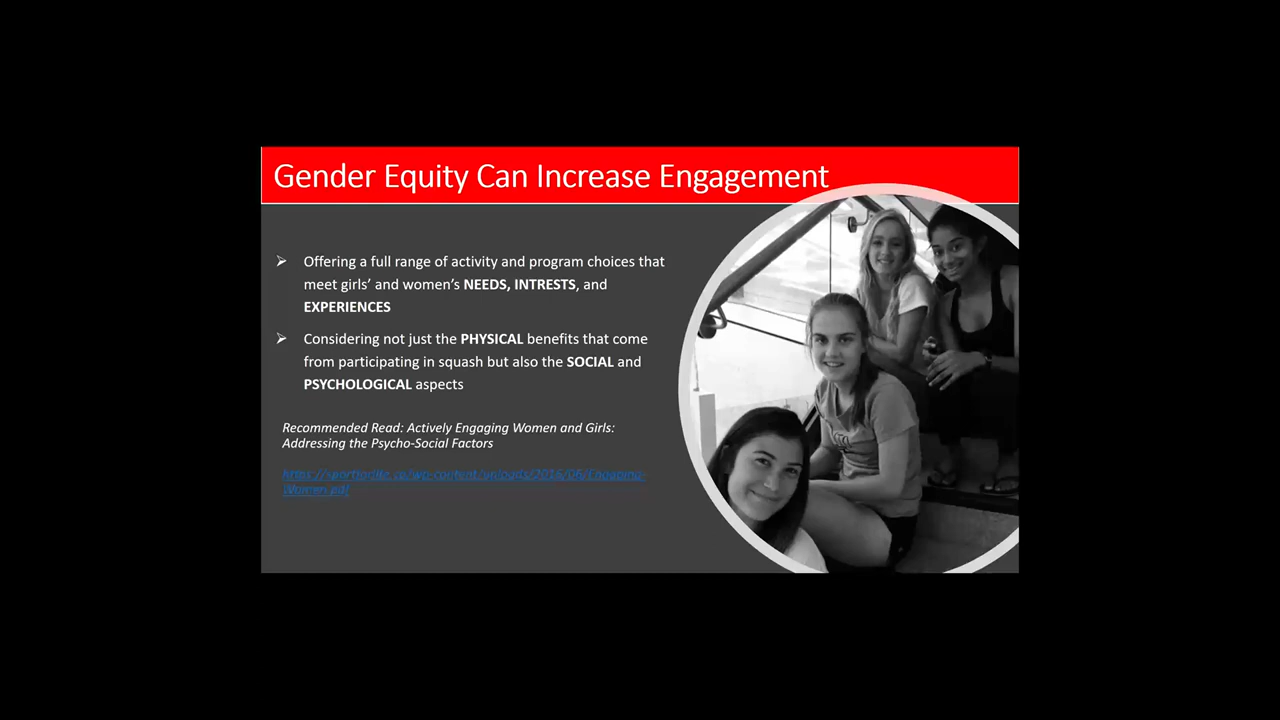 Gender Equity Can Increase Engagement
Offering a full range of activity and program choices that
meet girls’ and women’s NEEDS, INTRESTS, and
EXPERIENCES
Considering not just the PHYSICAL benefits that come
from participating in squash but also the SOCIAL and
PSYCHOLOGICAL aspects
Recommended Read: Actively Engaging Women and Girls:
Addressing the Psycho-Social Factors
https://sportforlife.ca/wp-content/uploads/2016/06/Engaging-
Women.pdf